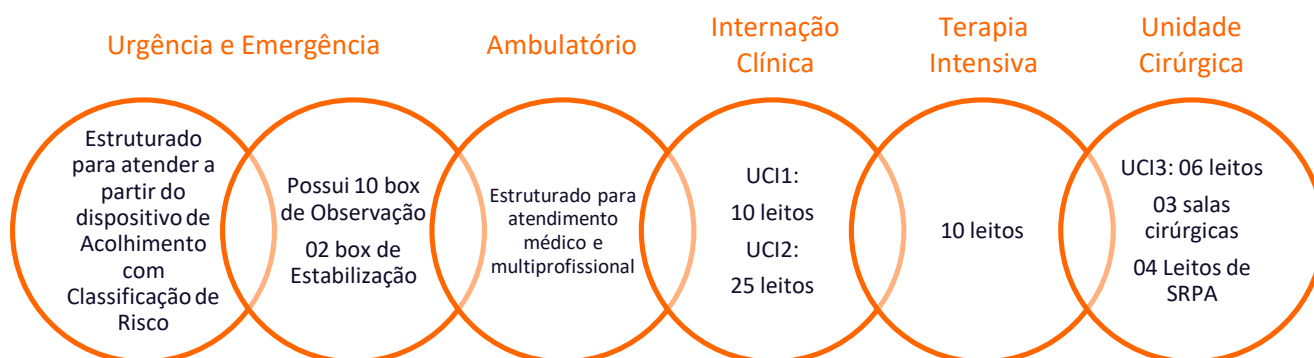 Urgência e Emergência
Ambulatório
Internação
Clínica
Terapia
Intensiva
Unidade
Cirúrgica
Estruturado
para atender a
partir do
dispositivo de
Acolhimento
com
Classificação de
Risco
Possui 10 box
de Observação
02 box de
Estabilização
Estruturado para
atendimento
médico e
multiprofissional
UCI1:
10 leitos
UCI2:
25 leitos
10 leitos
UCI3: 06 leitos
03 salas
cirúrgicas
04 Leitos de
SRPA